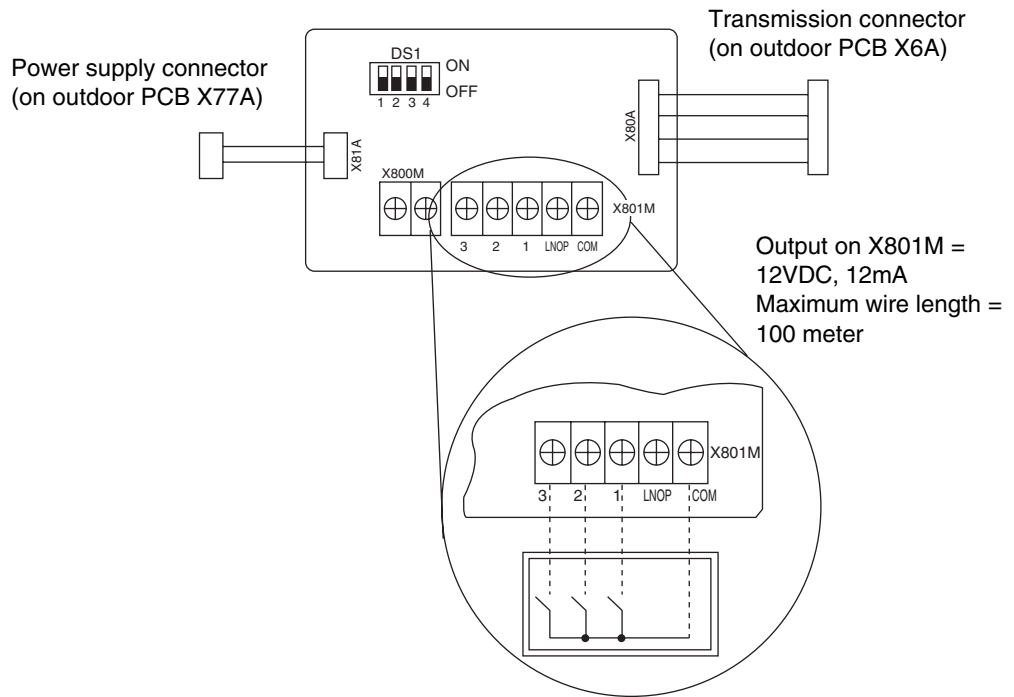 Power supply connector
(on outdoor PCB X77A)
Transmission connector
(on outdoor PCB X6A)
DS1
ON
OFF
1 2 3 4
X81A
X80A
X800M
X801M
3 2 1 LNOP COM
Output on X801M =
12VDC, 12mA
Maximum wire length =
100 meter
X801M
3 2 1 LNOP COM